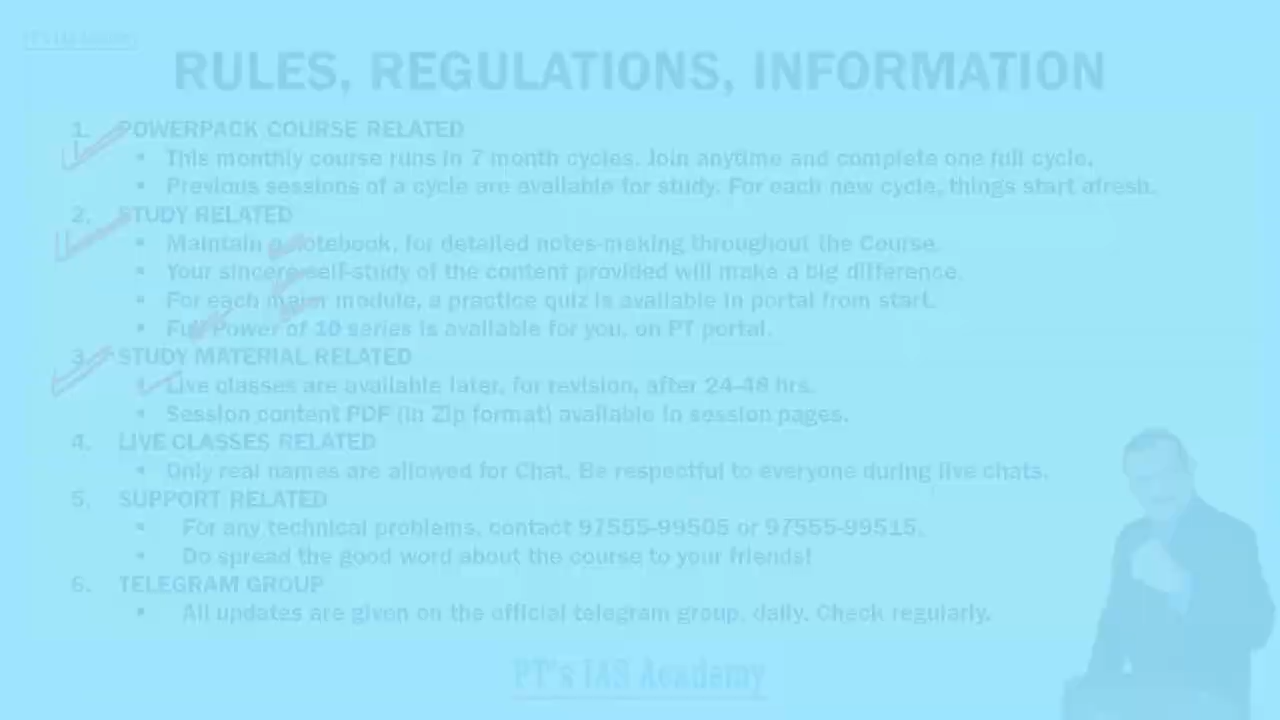 PT's IAS Academy
RULES, REGULATIONS, INFORMATION
1. POWERPACK COURSE RELATED
▪ This monthly course runs in 7 month cycles. Join anytime and complete one full cycle.
▪ Previous sessions of a cycle are available for study. For each new cycle, things start afresh.
2. STUDY RELATED
▪ Maintain a notebook, for detailed notes-making throughout the Course.
▪ Your sincere self-study of the content provided will make a big difference.
▪ For each major module, a practice quiz is available in portal from start.
▪ Full Power of 10 series is available for you, on PT portal.
3. STUDY MATERIAL RELATED
▪ Live classes are available later, for revision, after 24-48 hrs.
▪ Session content PDF (in Zip format) available in session pages.
4. LIVE CLASSES RELATED
▪ Only real names are allowed for Chat. Be respectful to everyone during live chats.
5. SUPPORT RELATED
▪ For any technical problems, contact 97555-99505 or 97555-99515.
▪ Do spread the good word about the course to your friends!
6. TELEGRAM GROUP
▪ All updates are given on the official telegram group, daily. Check regularly.
PT's IAS Academy